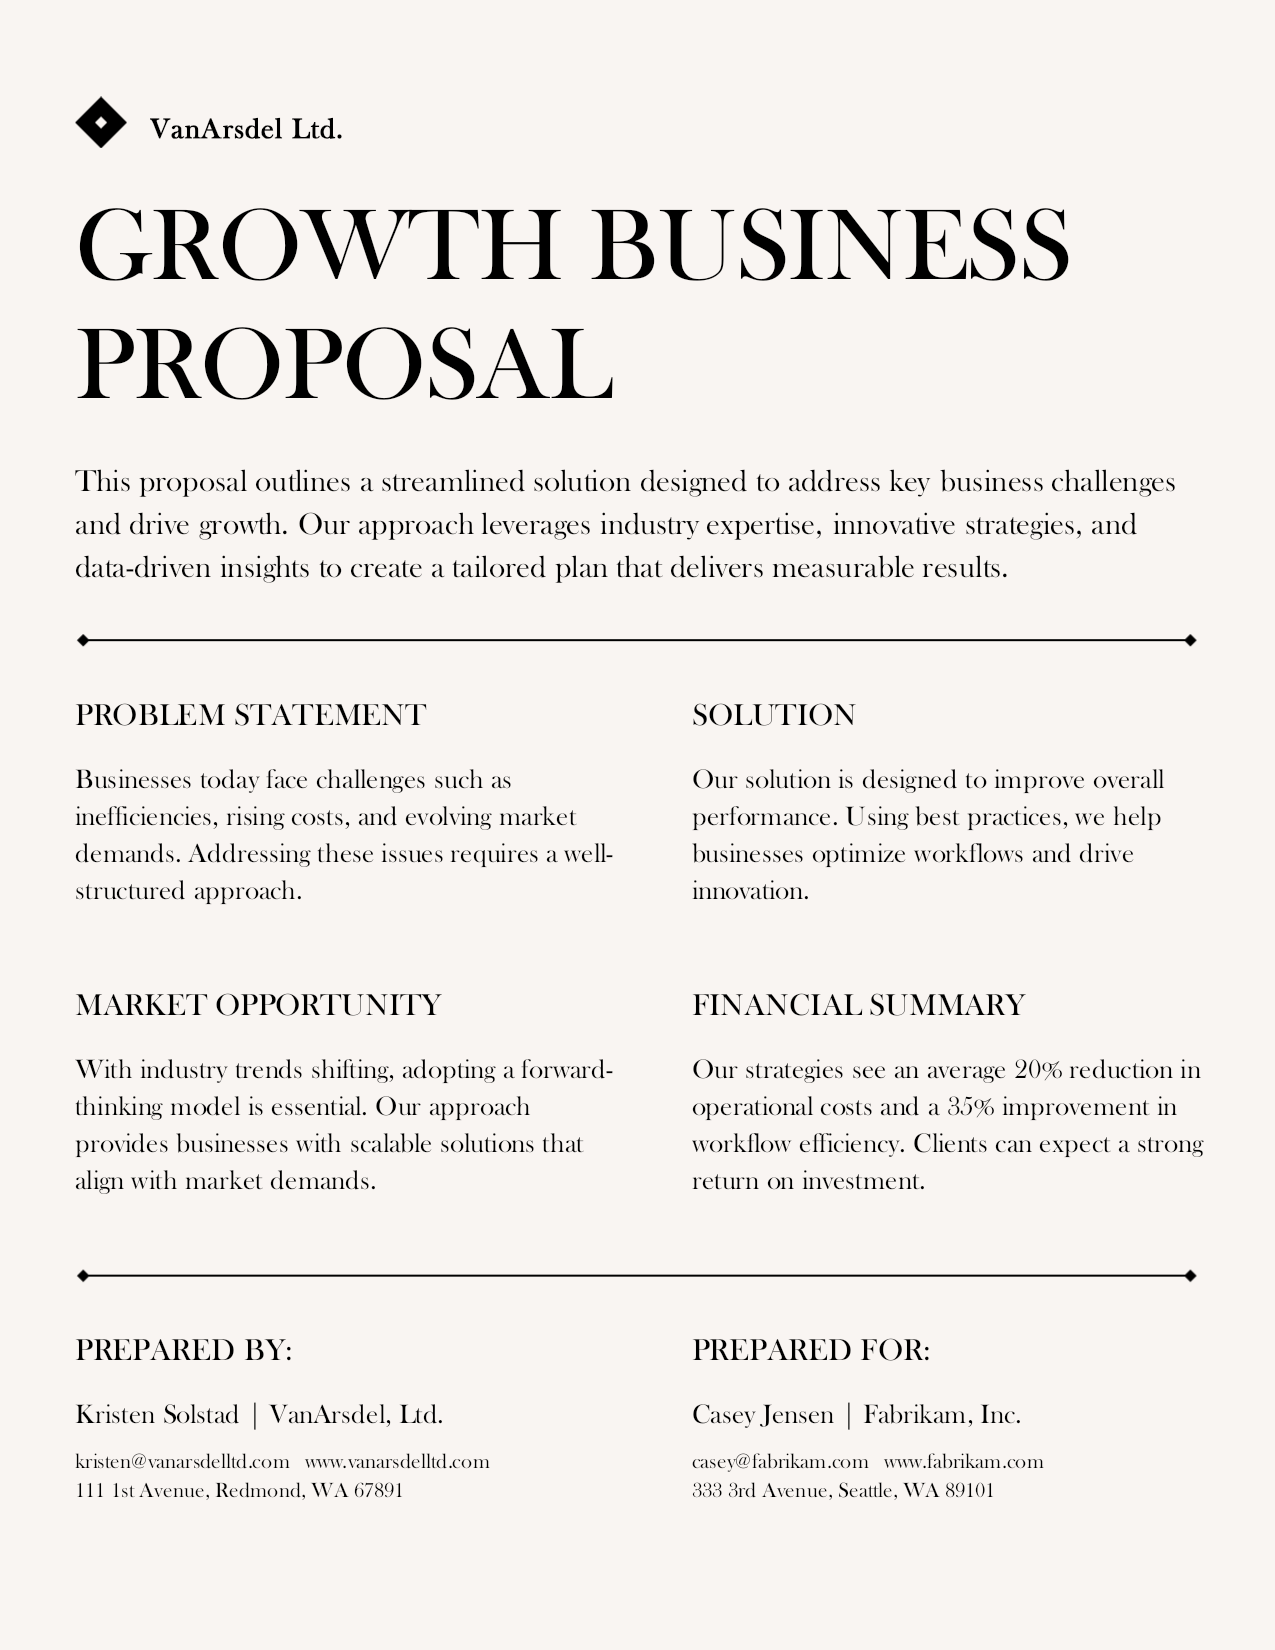 VanArsdel Ltd.
GROWTH BUSINESS
PROPOSAL
This proposal outlines a streamlined solution designed to address key business challenges
and drive growth. Our approach leverages industry expertise, innovative strategies, and
data-driven insights to create a tailored plan that delivers measurable results.
PROBLEM STATEMENT
Businesses today face challenges such as
inefficiencies, rising costs, and evolving market
demands. Addressing these issues requires a well-
structured approach.
SOLUTION
Our solution is designed to improve overall
performance. Using best practices, we help
businesses optimize workflows and drive
innovation.
MARKET OPPORTUNITY
With industry trends shifting, adopting a forward-
thinking model is essential. Our approach
provides businesses with scalable solutions that
align with market demands.
FINANCIAL SUMMARY
Our strategies see an average 20% reduction in
operational costs and a 35% improvement in
workflow efficiency. Clients can expect a strong
return on investment.
PREPARED BY:
Kristen Solstad | VanArsdel, Ltd.
kristen@vanarsdelltd.com www.vanarsdelltd.com
111 1st Avenue, Redmond, WA 67891
PREPARED FOR:
Casey Jensen | Fabrikam, Inc.
casey@fabrikam.com www.fabrikam.com
333 3rd Avenue, Seattle, WA 89101